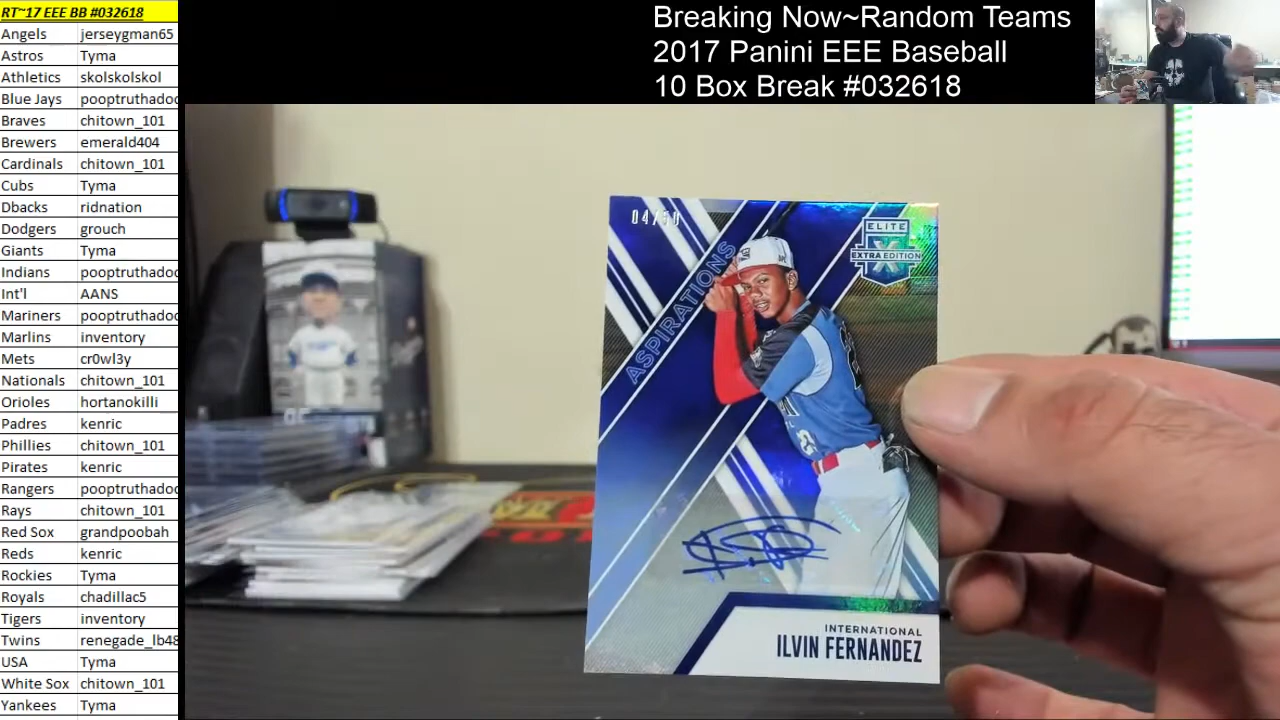 RT~17 EEE BB #032618
Angels jerseygman65
Astros Tyma
Athletics skolskolskol
Blue Jays pooptruthadoc
Braves chitown_101
Brewers emerald404
Cardinals chitown_101
Cubs Tyma
Dbacks ridnation
Dodgers grouch
Giants Tyma
Indians pooptruthadoc
Int'l AANS
Mariners pooptruthadoc
Marlins inventory
Mets cr0wl3y
Nationals chitown_101
Orioles hortanokilli
Padres kenric
Phillies chitown_101
Pirates kenric
Rangers pooptruthadoc
Rays chitown_101
Red Sox grandpoobah
Reds kenric
Rockies Tyma
Royals chadillac5
Tigers inventory
Twins renegade_lb48
USA Tyma
White Sox chitown_101
Yankees Tyma
Breaking Now~Random Teams
2017 Panini EEE Baseball
10 Box Break #032618
04/50
ELITE
EXTRA EDITION
ASPIRATIONS
INTERNATIONAL
ILVIN FERNANDEZ